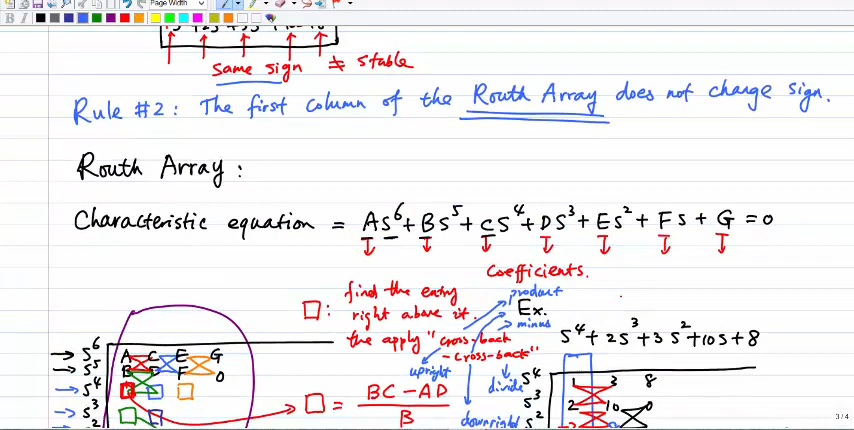 Page Width
Same sign ≠ stable
Rule #2: The first column of the Routh Array does not change sign.
Routh Array:
Characteristic equation = As⁶ + Bs⁵ + Cs⁴ + Ds³ + Es² + Fs + G = 0
Coefficients.
□: find the entry right above it.
the apply "cross-back - cross-back"
product
Ex.
minus
upright
divide
downright
s⁴ + 2s³ + 3s² + 10s + 8
s⁶ A C E G
s⁵ B D F 0
s⁴
s³
s²
□ = BC - AD / B
s⁴ 1 3 8
s³ 2 10 0
s²
3 / 4